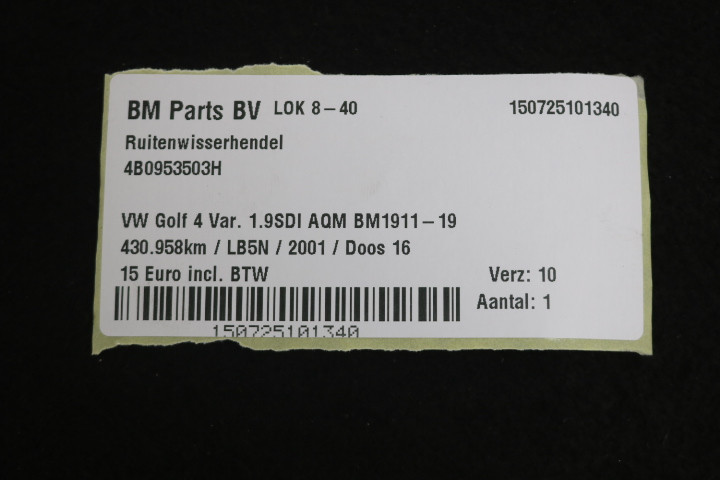 BM Parts BV LOK 8-40 150725101340
Ruitenwisserhendel
4B0953503H
VW Golf 4 Var. 1.9SDI AQM BM1911-19
430.958km / LB5N / 2001 / Doos 16
15 Euro incl. BTW Verz: 10
Aantal: 1
150725101340